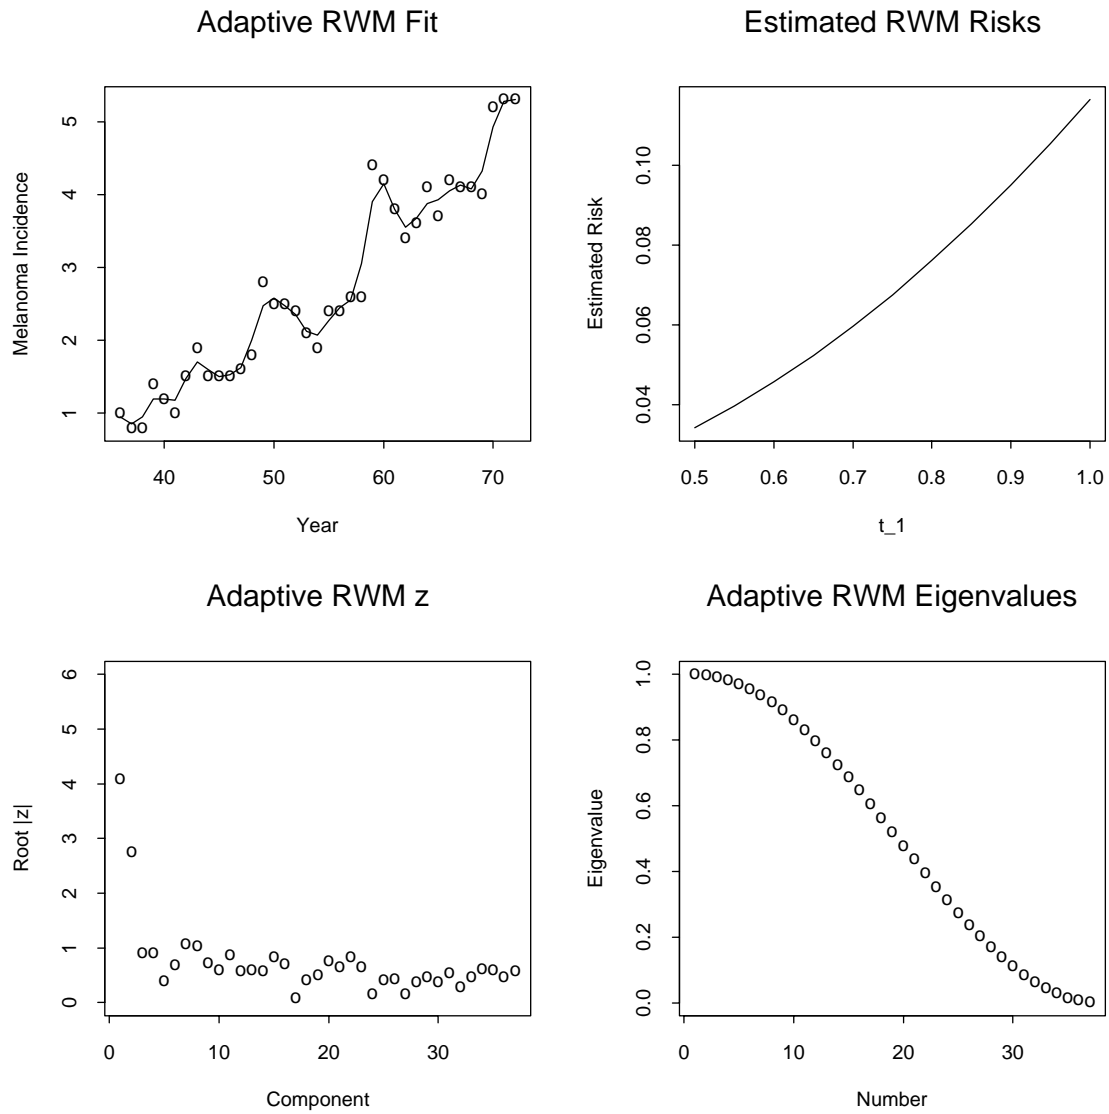 Adaptive RWM Fit
Melanoma Incidence
5
4
3
2
1
40 50 60 70
Year
Estimated RWM Risks
Estimated Risk
0.10
0.08
0.06
0.04
0.5 0.6 0.7 0.8 0.9 1.0
t_1
Adaptive RWM z
Root |z|
6
5
4
3
2
1
0
0 10 20 30
Component
Adaptive RWM Eigenvalues
Eigenvalue
1.0
0.8
0.6
0.4
0.2
0.0
0 10 20 30
Number